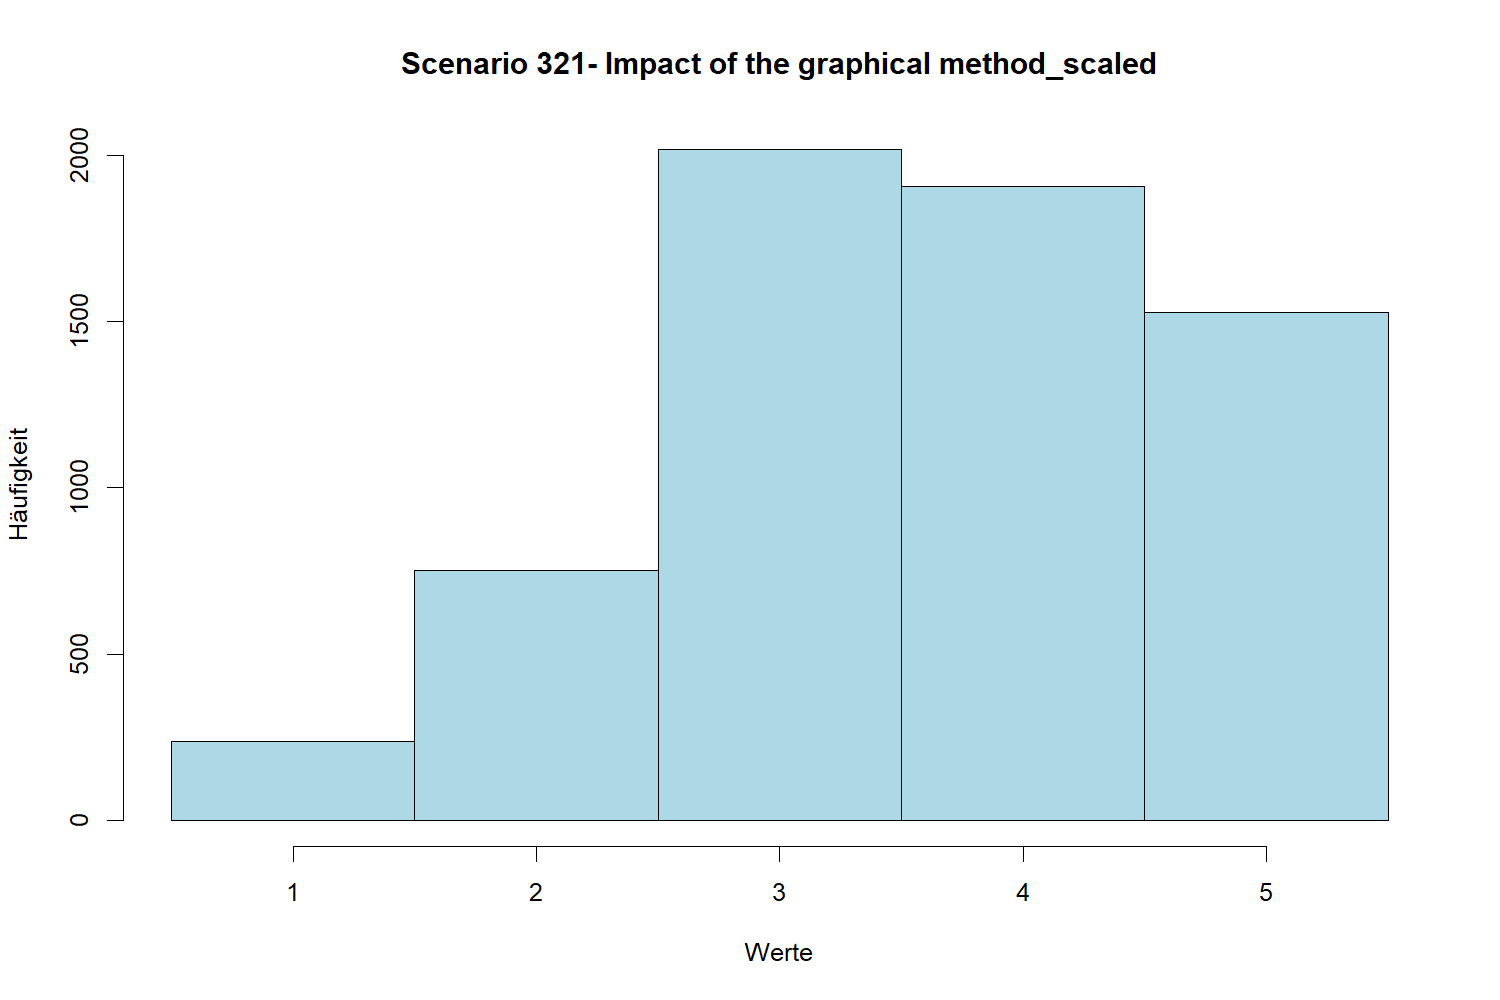 Scenario 321- Impact of the graphical method_scaled
2000
1500
1000
500
0
Häufigkeit
1 2 3 4 5
Werte